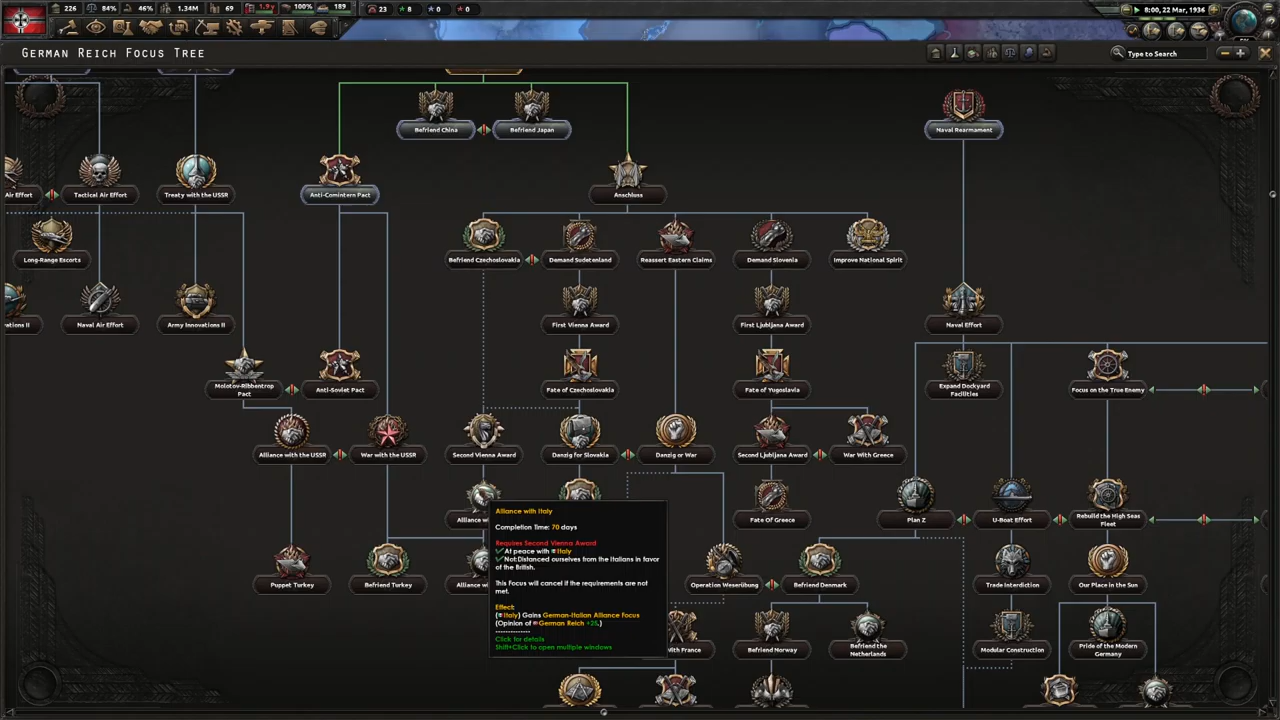 226
84%
46%
1.34M
69
1.9y
100%
189
23
8
0
0
8:00, 22 Mar, 1936
German Reich Focus Tree
Type to Search
Befriend China
Befriend Japan
Naval Rearmament
Air Effort
Tactical Air Effort
Treaty with the USSR
Anti-Comintern Pact
Anschluss
Long-Range Escorts
Befriend Czechoslovakia
Demand Sudetenland
Reassert Eastern Claims
Demand Slovenia
Improve National Spirit
vations II
Naval Air Effort
Army Innovations II
First Vienna Award
First Ljubljana Award
Naval Effort
Molotov-Ribbentrop
Pact
Anti-Soviet Pact
Fate of Czechoslovakia
Fate of Yugoslavia
Expand Dockyard
Facilities
Focus on the True Enemy
Alliance with the USSR
War with the USSR
Second Vienna Award
Danzig for Slovakia
Danzig or War
Second Ljubljana Award
War With Greece
Alliance w
Fate Of Greece
Plan Z
U-Boat Effort
Rebuild the High Seas
Fleet
Alliance with Italy
Completion Time: 70 days
Requires Second Vienna Award
At peace with Italy
Not:Distanced ourselves from the Italians in favor
of the British.
This Focus will cancel if the requirements are not
met.
Effect:
(Italy) Gains German-Italian Alliance Focus
(Opinion of German Reich +25.)
--------------
Click for details
Shift+Click to open multiple windows
Puppet Turkey
Befriend Turkey
Alliance w
Operation Weserübung
Befriend Denmark
Trade Interdiction
Our Place in the Sun
ith France
Befriend Norway
Befriend the
Netherlands
Modular Construction
Pride of the Modern
Germany